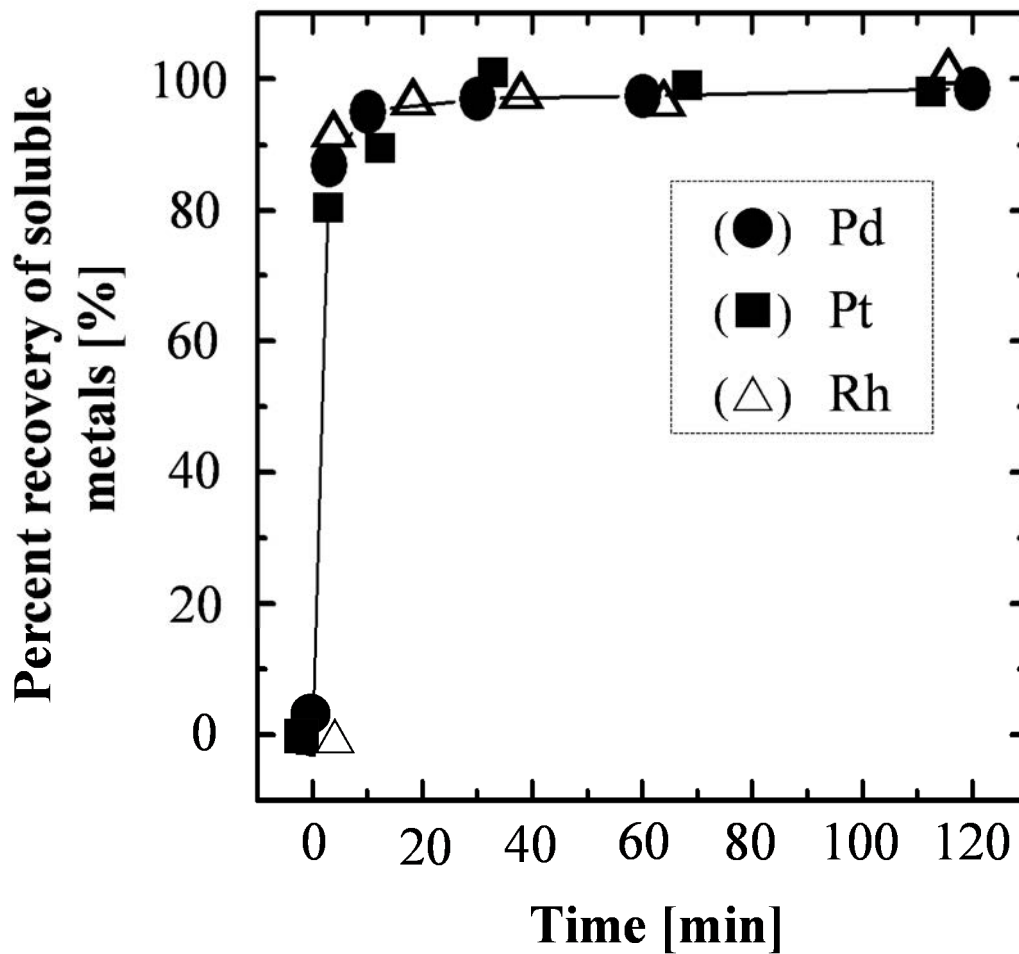 Percent recovery of soluble
metals [%]
100
80
60
40
20
0
(●) Pd
(■) Pt
(△) Rh
0 20 40 60 80 100 120
Time [min]